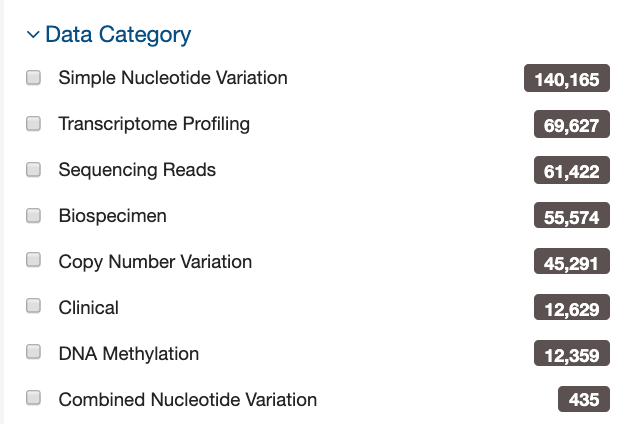 Data Category
Simple Nucleotide Variation 140,165
Transcriptome Profiling 69,627
Sequencing Reads 61,422
Biospecimen 55,574
Copy Number Variation 45,291
Clinical 12,629
DNA Methylation 12,359
Combined Nucleotide Variation 435